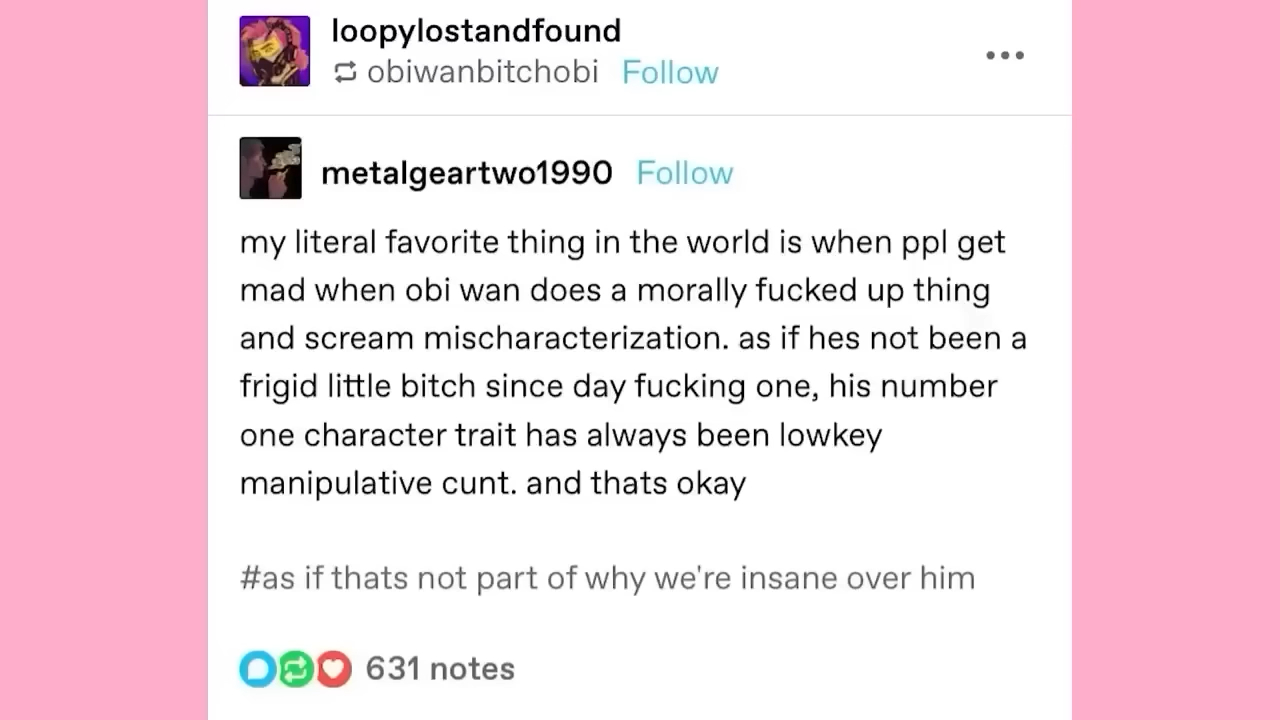 loopylostandfound
obiwanbitchobi Follow
metalgeartwo1990 Follow
my literal favorite thing in the world is when ppl get
mad when obi wan does a morally fucked up thing
and scream mischaracterization. as if hes not been a
frigid little bitch since day fucking one, his number
one character trait has always been lowkey
manipulative cunt. and thats okay
#as if thats not part of why we're insane over him
631 notes